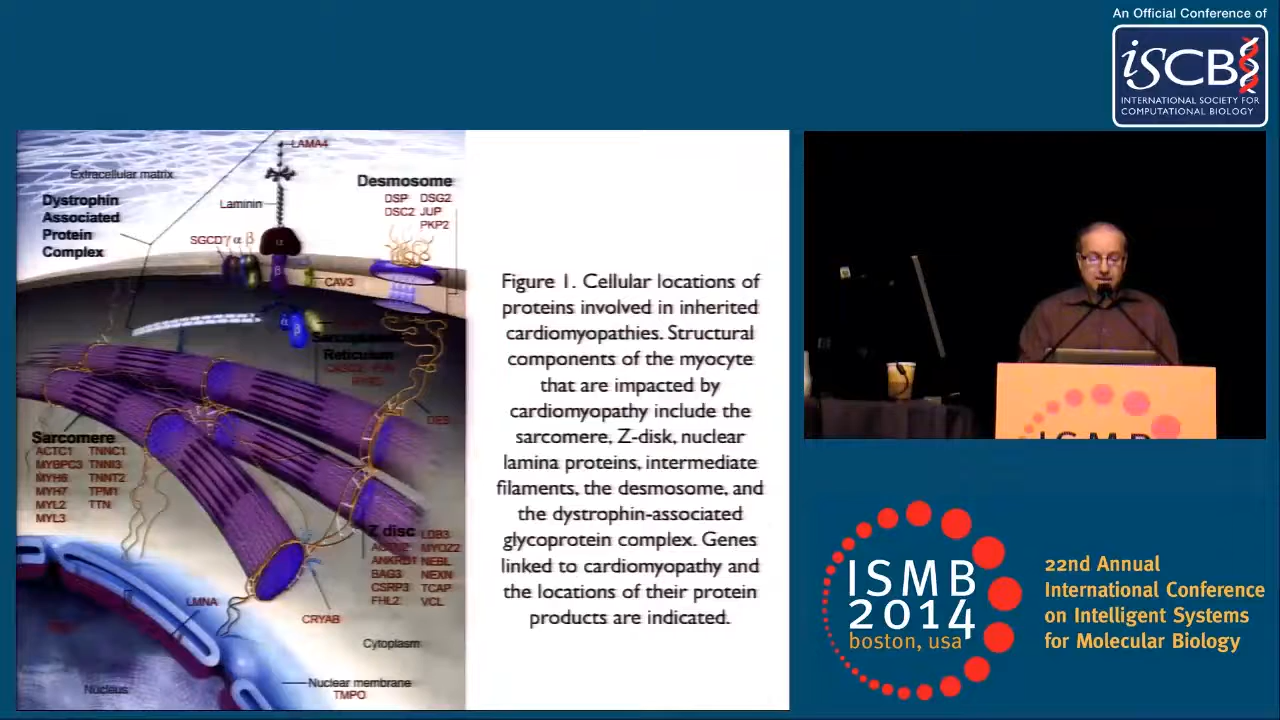 An Official Conference of
iSCB
INTERNATIONAL SOCIETY FOR
COMPUTATIONAL BIOLOGY
LAMA4
Extracellular matrix
Dystrophin
Associated
Protein
Complex
Laminin
SGCD γ α β
α
β
CAV3
α
β
Desmosome
DSP DSG2
DSC2 JUP
PKP2
Reticulum
DES
Sarcomere
ACTC1 TNNC1
MYBPC3 TNNI3
MYH6 TNNT2
MYH7 TPM1
MYL2 TTN
MYL3
Z disc LDB3
MYOZ2
ANKRD1 NEBL
BAG3 NEXN
CSRP3 TCAP
FHL2 VCL
LMNA
CRYAB
Cytoplasm
Nuclear membrane
TMPO
Nucleus
Figure 1. Cellular locations of
proteins involved in inherited
cardiomyopathies. Structural
components of the myocyte
that are impacted by
cardiomyopathy include the
sarcomere, Z-disk, nuclear
lamina proteins, intermediate
filaments, the desmosome, and
the dystrophin-associated
glycoprotein complex. Genes
linked to cardiomyopathy and
the locations of their protein
products are indicated.
ISMB
ISMB
2014
boston, usa
22nd Annual
International Conference
on Intelligent Systems
for Molecular Biology